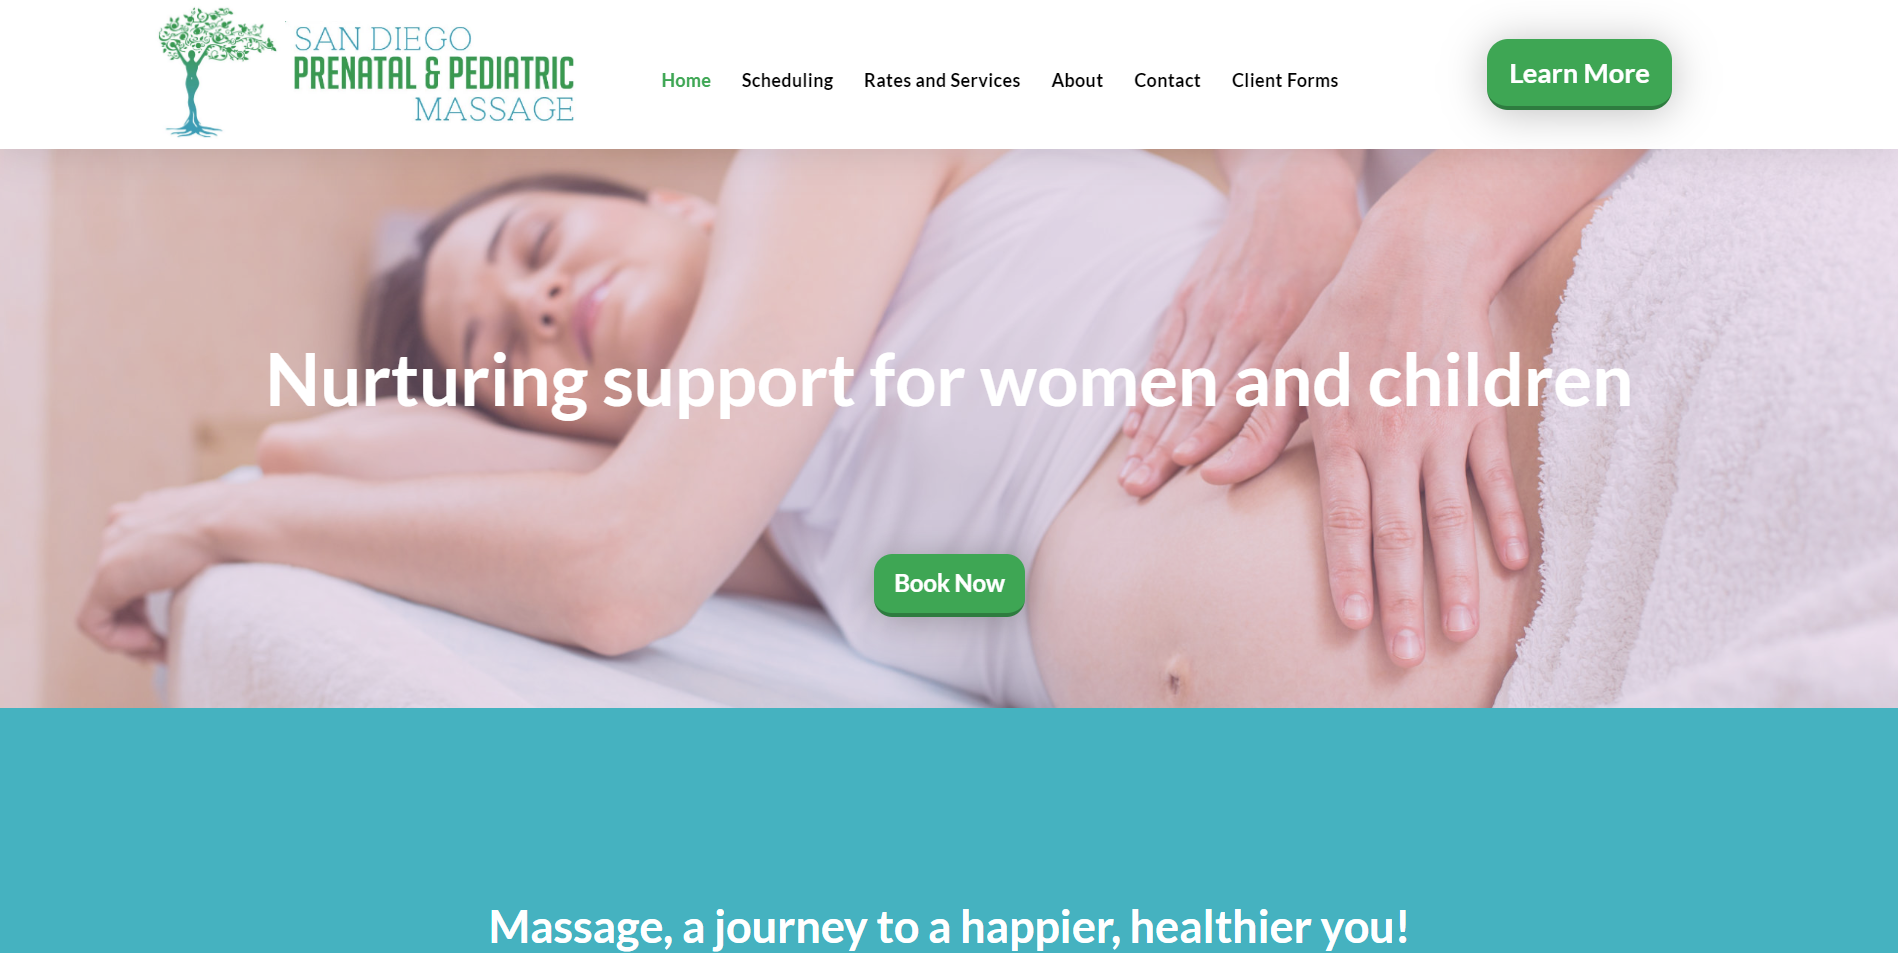 SAN DIEGO
PRENATAL & PEDIATRIC
MASSAGE
Home Scheduling Rates and Services About Contact Client Forms
Learn More
Nurturing support for women and children
Book Now
Massage, a journey to a happier, healthier you!